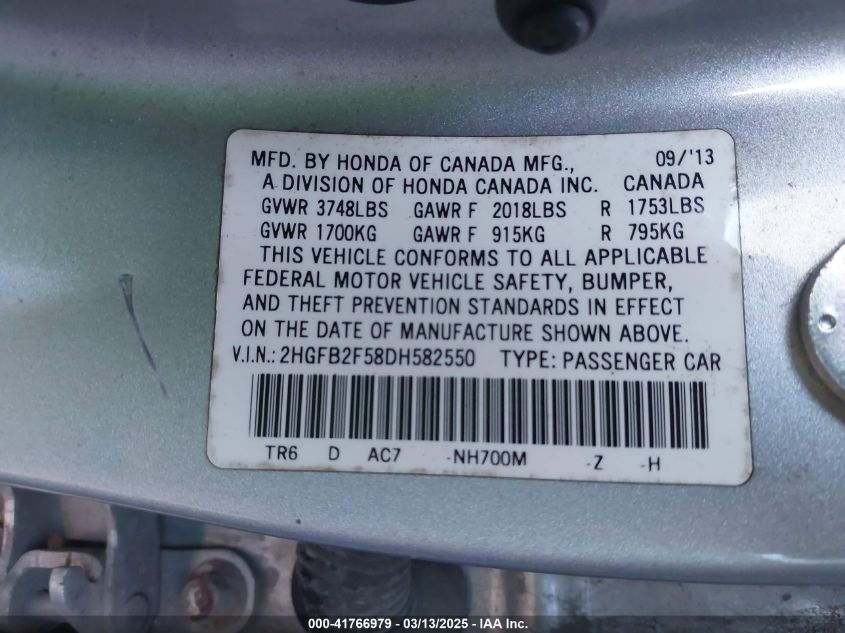 MFD. BY HONDA OF CANADA MFG., 09/'13
A DIVISION OF HONDA CANADA INC. CANADA
GVWR 3748LBS GAWR F 2018LBS R 1753LBS
GVWR 1700KG GAWR F 915KG R 795KG
THIS VEHICLE CONFORMS TO ALL APPLICABLE
FEDERAL MOTOR VEHICLE SAFETY, BUMPER,
AND THEFT PREVENTION STANDARDS IN EFFECT
ON THE DATE OF MANUFACTURE SHOWN ABOVE.
V.I.N.: 2HGFB2F58DH582550 TYPE: PASSENGER CAR
TR6 D AC7 -NH700M -Z -H
000-41766979 - 03/13/2025 - IAA Inc.